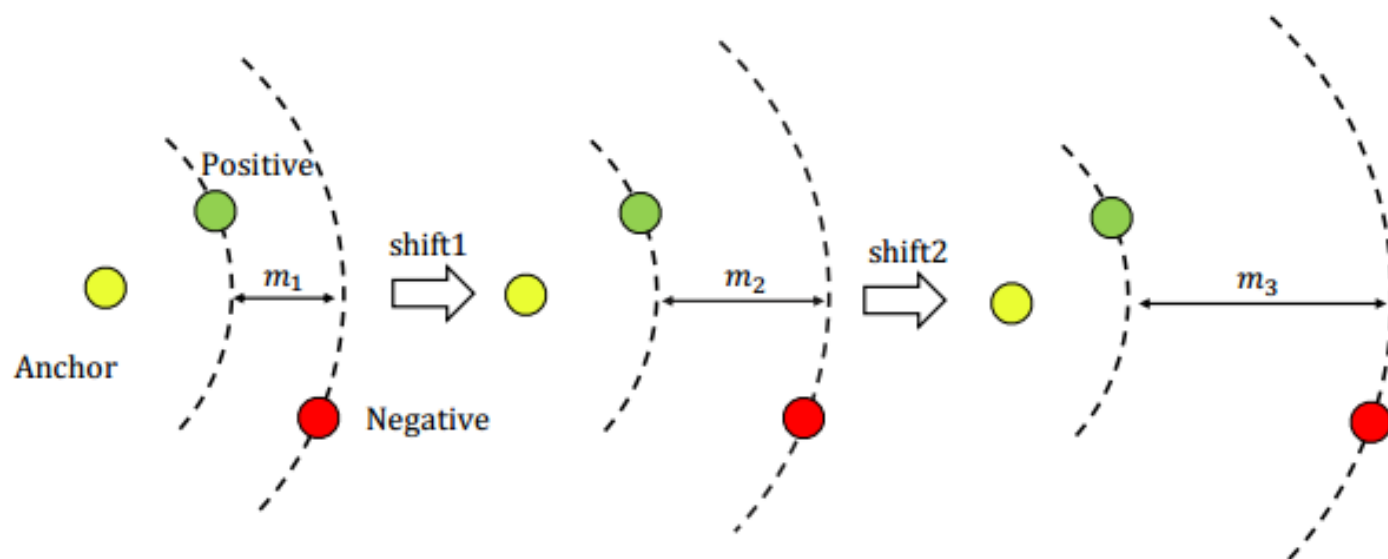 Positive
shift1
shift2
m₁
m₂
m₃
Anchor
Negative